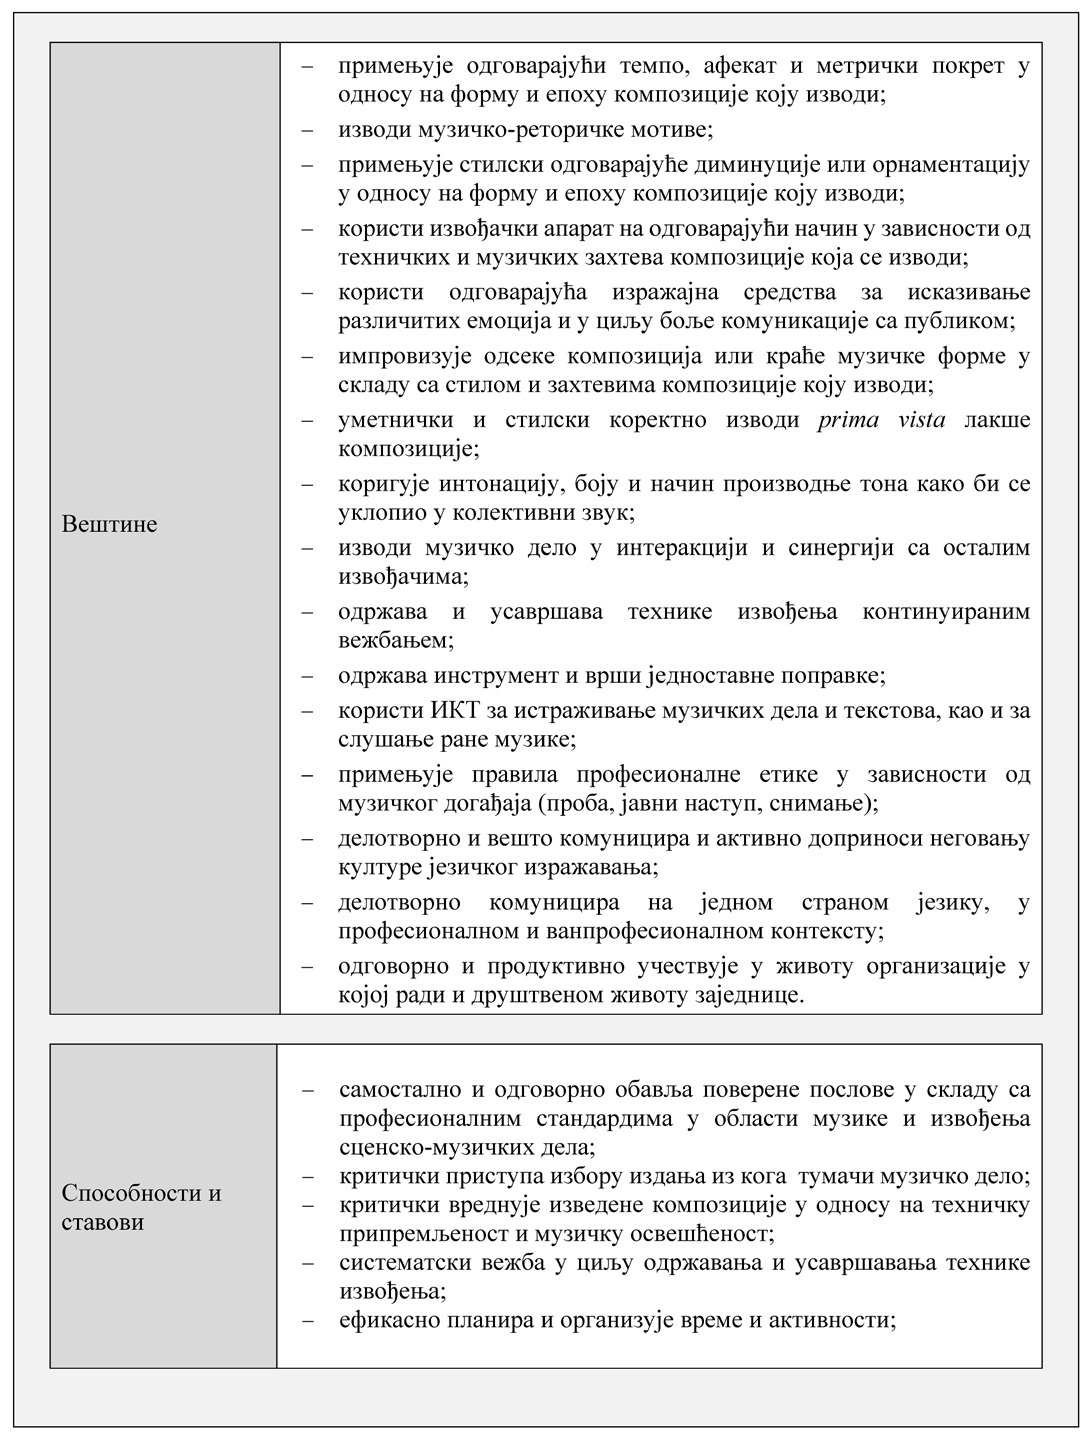 Вештине
– примењује одговарајући темпо, афекат и метрички покрет у
односу на форму и епоху композиције коју изводи;
– изводи музичко-реторичке мотиве;
– примењује стилски одговарајуће диминуције или орнаментацију
у односу на форму и епоху композиције коју изводи;
– користи извођачки апарат на одговарајући начин у зависности од
техничких и музичких захтева композиције која се изводи;
– користи одговарајућа изражајна средства за исказивање
различитих емоција и у циљу боље комуникације са публиком;
– импровизује одсеке композиција или краће музичке форме у
складу са стилом и захтевима композиције коју изводи;
– уметнички и стилски коректно изводи prima vista лакше
композиције;
– коригује интонацију, боју и начин производње тона како би се
уклопио у колективни звук;
– изводи музичко дело у интеракцији и синергији са осталим
извођачима;
– одржава и усавршава технике извођења континуираним
вежбањем;
– одржава инструмент и врши једноставне поправке;
– користи ИКТ за истраживање музичких дела и текстова, као и за
слушање ране музике;
– примењује правила професионалне етике у зависности од
музичког догађаја (проба, јавни наступ, снимање);
– делотворно и вешто комуницира и активно доприноси неговању
културе језичког изражавања;
– делотворно комуницира на једном страном језику, у
професионалном и ванпрофесионалном контексту;
– одговорно и продуктивно учествује у животу организације у
којој ради и друштвеном животу заједнице.
Способности и
ставови
– самостално и одговорно обавља поверене послове у складу са
професионалним стандардима у области музике и извођења
сценско-музичких дела;
– критички приступа избору издања из кога тумачи музичко дело;
– критички вреднује изведене композиције у односу на техничку
припремљеност и музичку освешћеност;
– систематски вежба у циљу одржавања и усавршавања технике
извођења;
– ефикасно планира и организује време и активности;